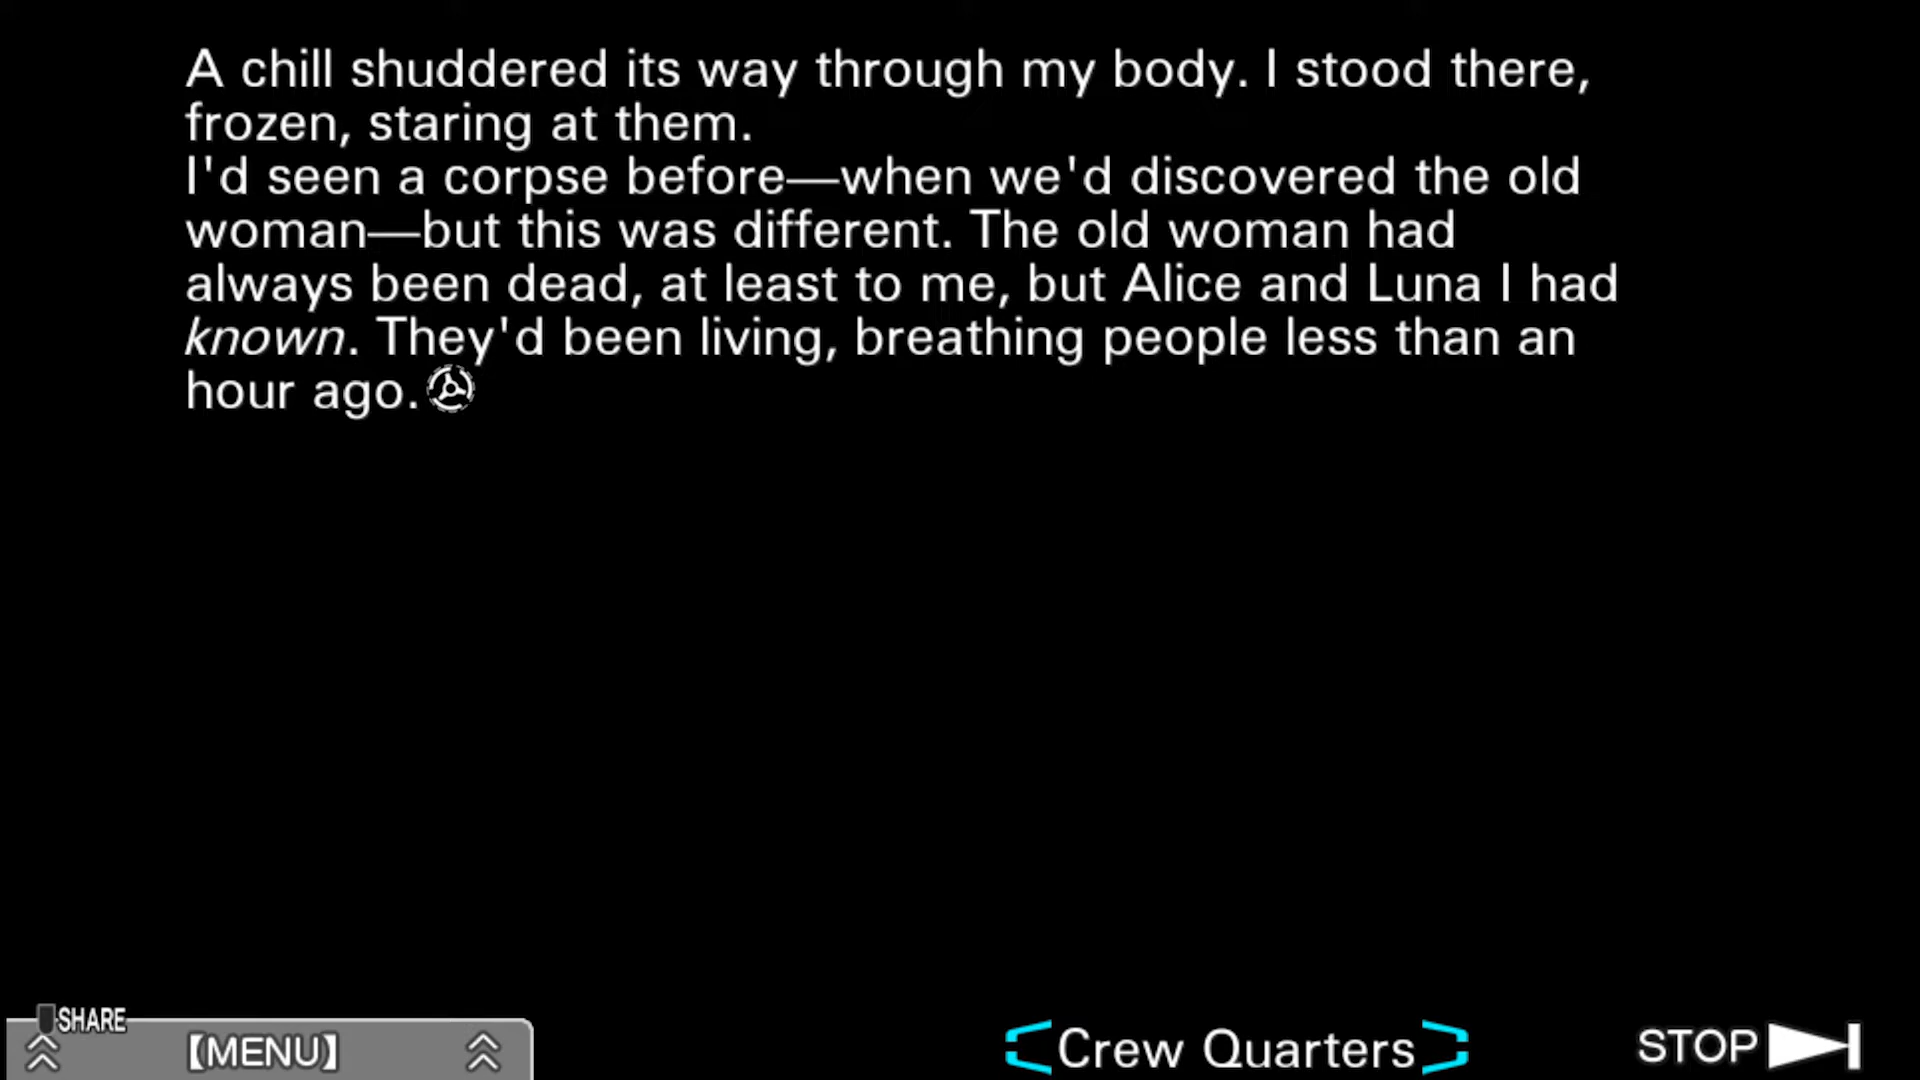 A chill shuddered its way through my body. I stood there,
frozen, staring at them.
I'd seen a corpse before—when we'd discovered the old
woman—but this was different. The old woman had
always been dead, at least to me, but Alice and Luna I had
known. They'd been living, breathing people less than an
hour ago.
SHARE
【MENU】
Crew Quarters
STOP